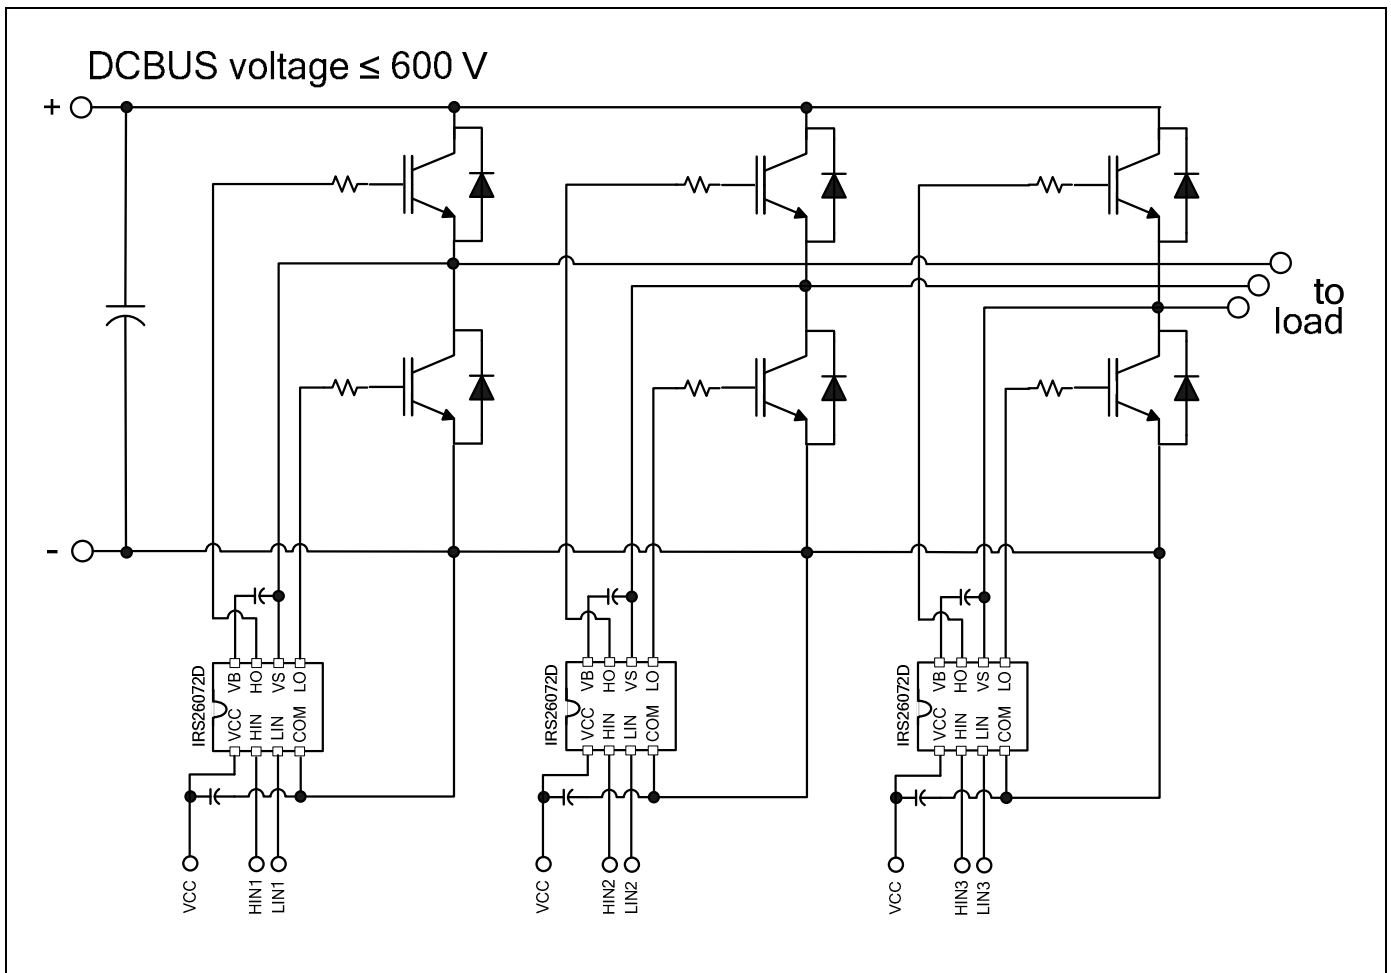 DCBUS voltage ≤ 600 V
+
to
load
-
IRS26072D
VB
HO
VS
LO
VCC
HIN
LIN
COM
IRS26072D
VB
HO
VS
LO
VCC
HIN
LIN
COM
IRS26072D
VB
HO
VS
LO
VCC
HIN
LIN
COM
VCC
HIN1
LIN1
VCC
HIN2
LIN2
VCC
HIN3
LIN3